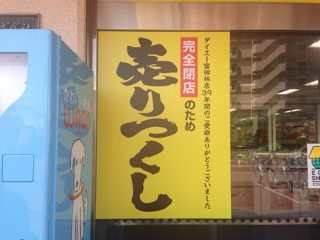 ダイエー富田林店39年間のご愛顧ありがとうございました
完全閉店のため
売りつくし
waon